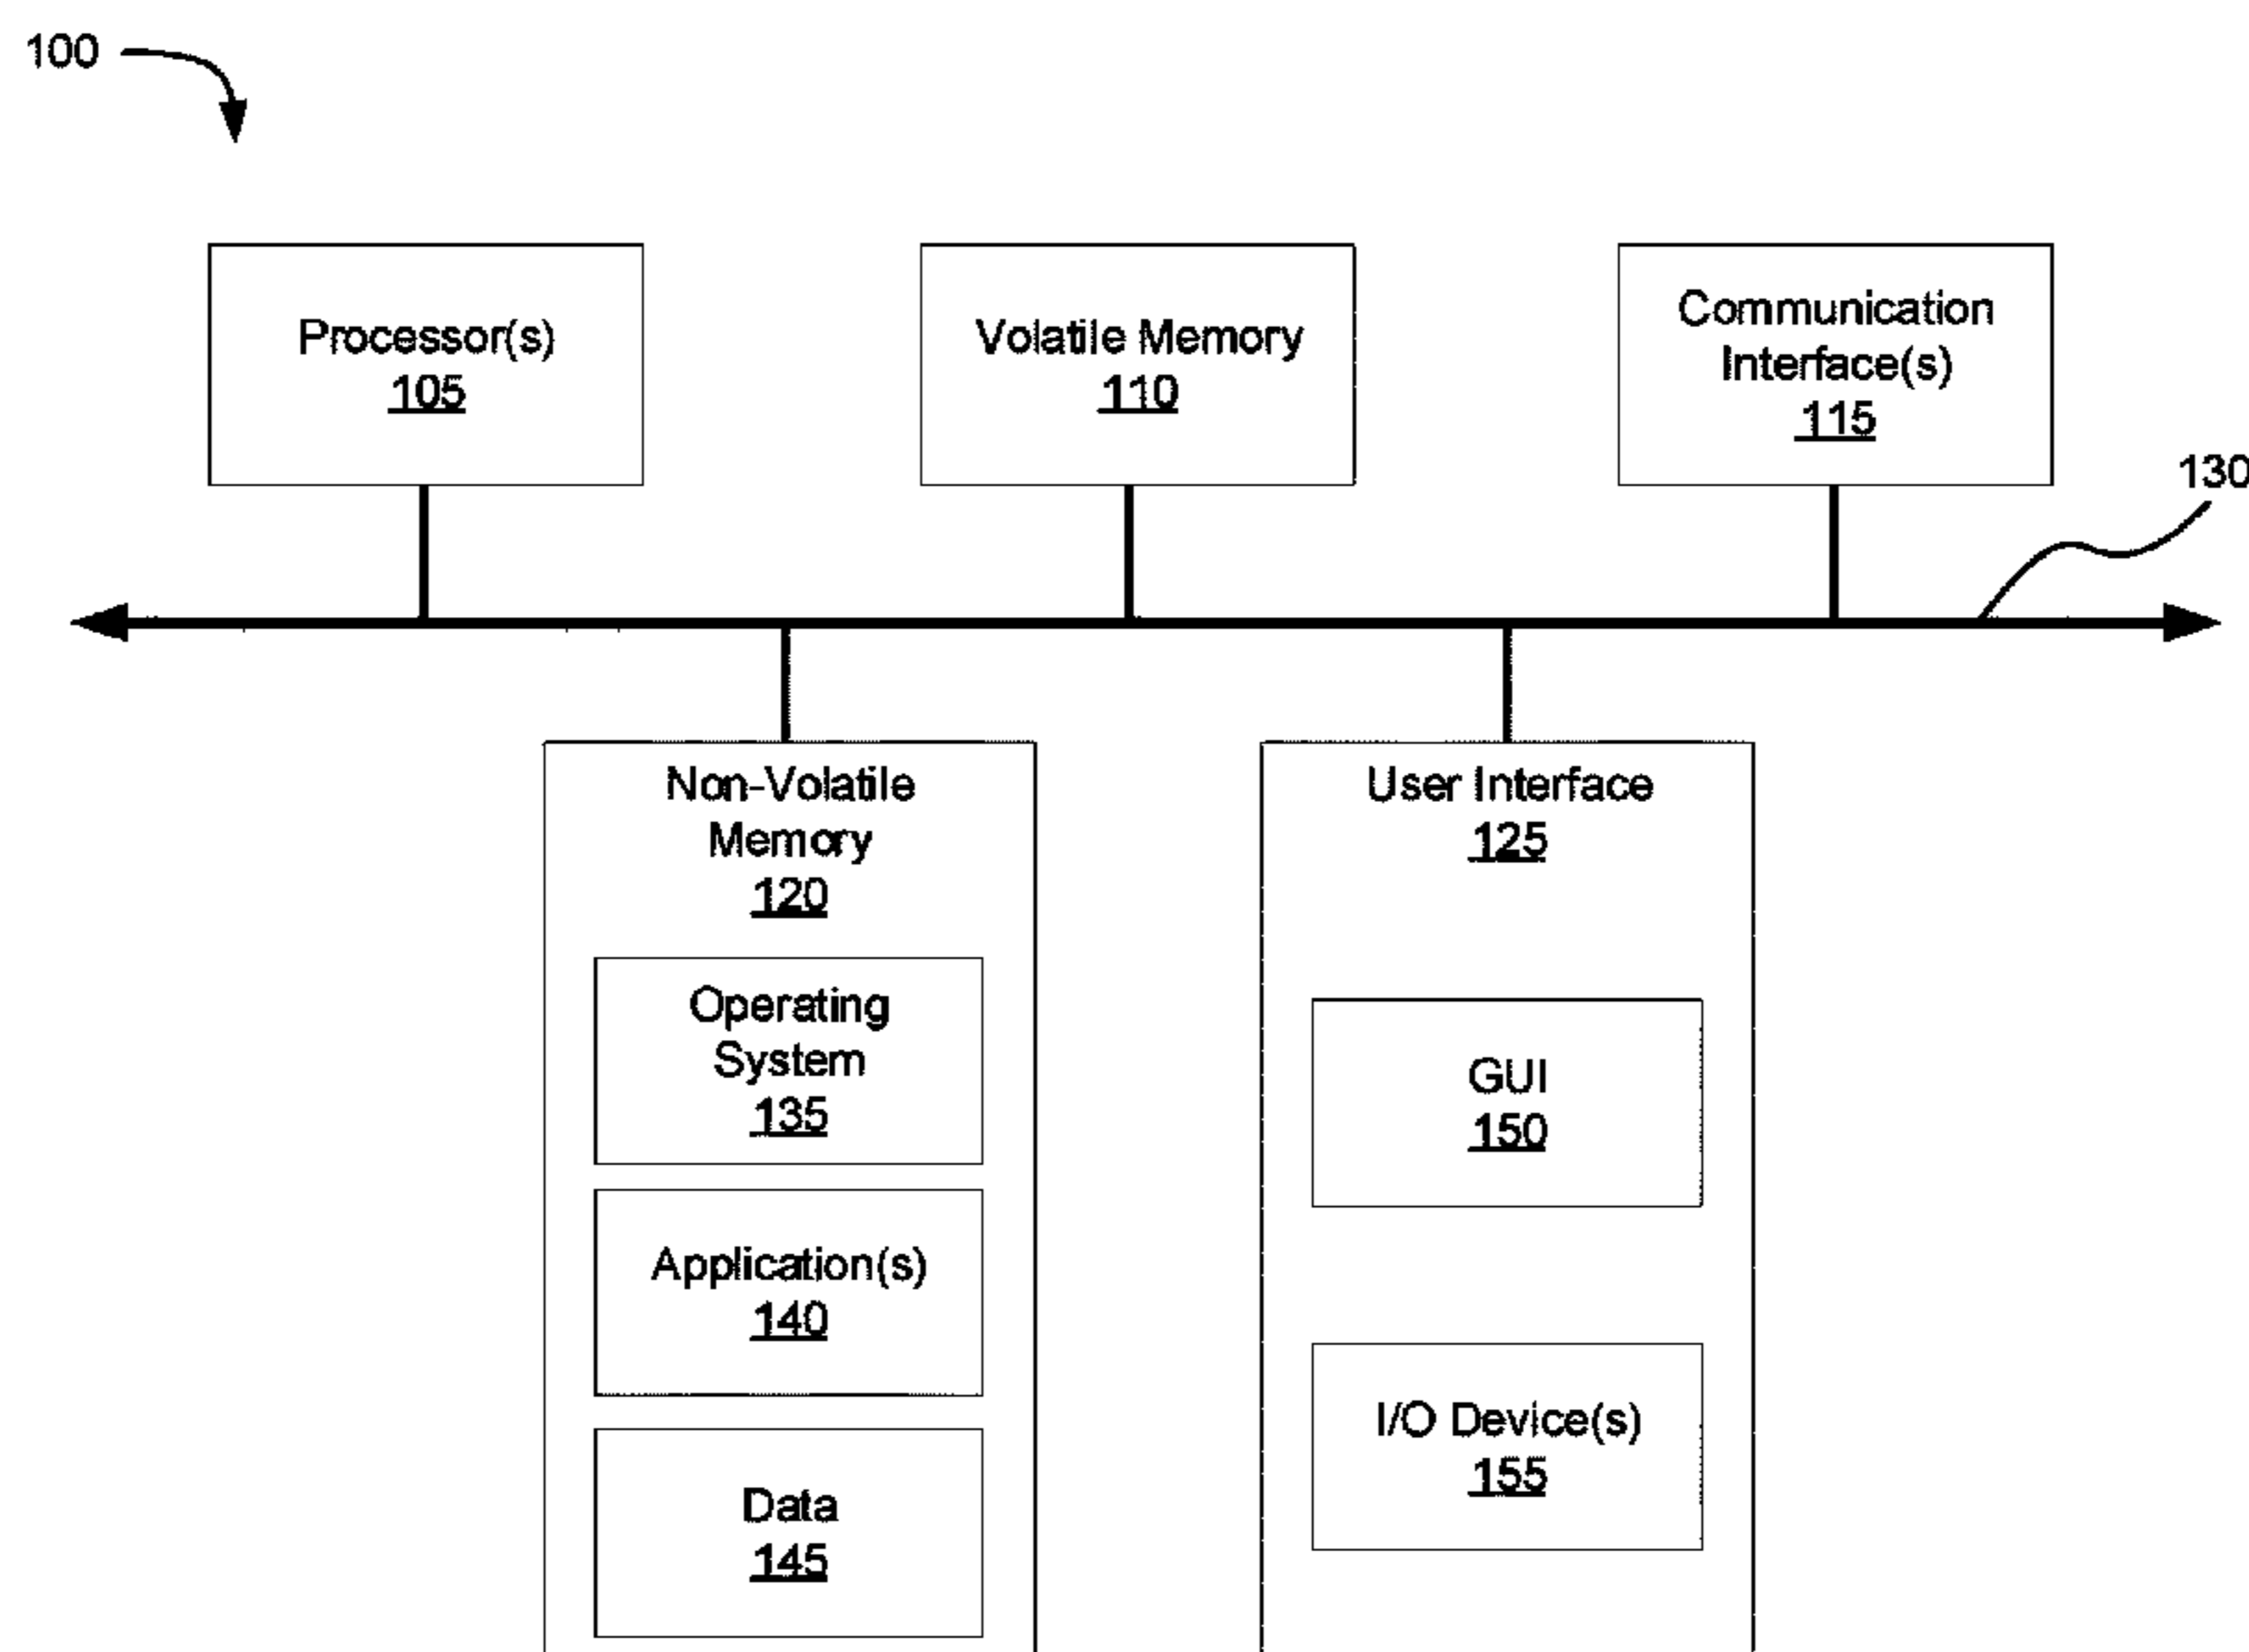 100
Processor(s)
105
Volatile Memory
110
Communication
Interface(s)
115
130
Non-Volatile
Memory
120
Operating
System
135
Application(s)
140
Data
145
User Interface
125
GUI
150
I/O Device(s)
155